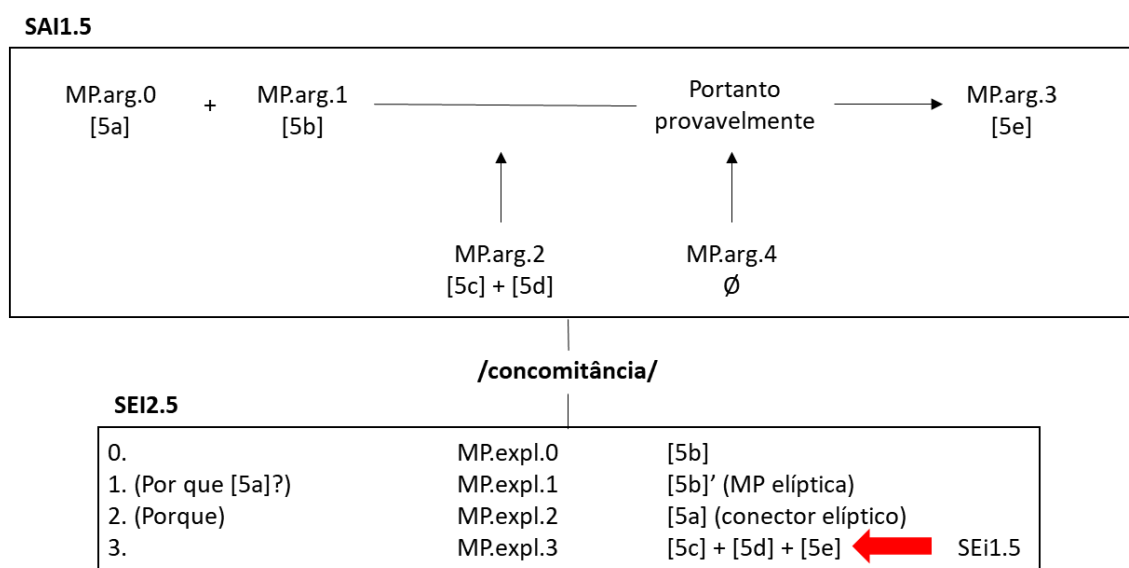 SAI1.5
MP.arg.0 + MP.arg.1 Portanto provavelmente MP.arg.3
[5a] [5b] [5e]
MP.arg.2 MP.arg.4
[5c] + [5d] Ø
/concomitância/
SEI2.5
0. MP.expl.0 [5b]
1. (Por que [5a]?) MP.expl.1 [5b]’ (MP elíptica)
2. (Porque) MP.expl.2 [5a] (conector elíptico)
3. MP.expl.3 [5c] + [5d] + [5e] SEi1.5